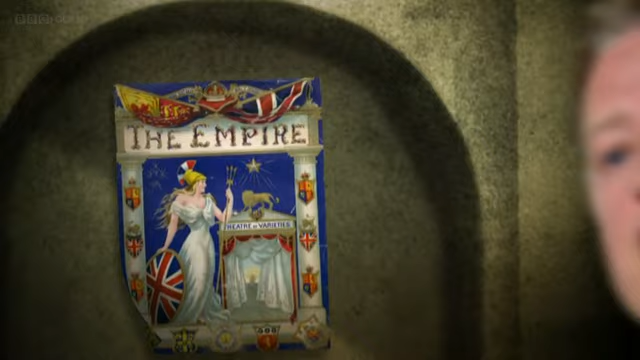 BBC FOUR
THE EMPIRE
THEATRE OF VARIETIES